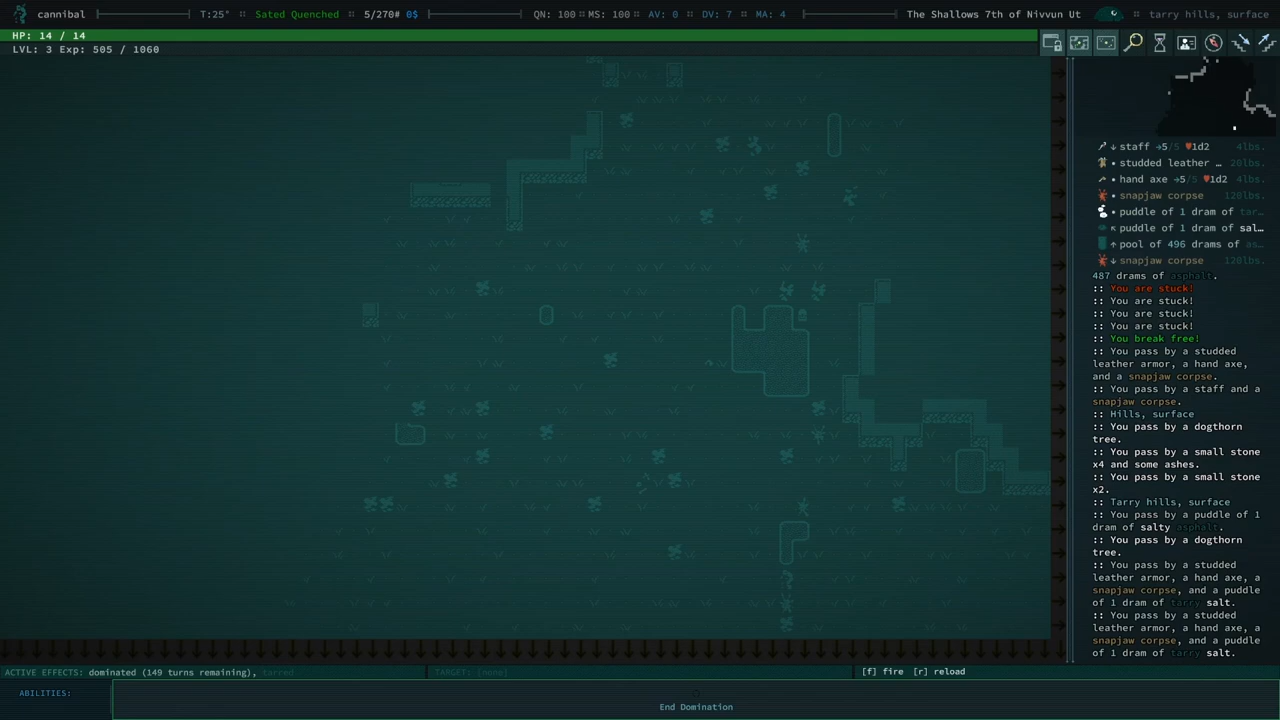 cannibal T:25° Sated Quenched 5/270# 0$ QN: 100 MS: 100 AV: 0 DV: 7 MA: 4 The Shallows 7th of Nivvun Ut tarry hills, surface
HP: 14 / 14
LVL: 3 Exp: 505 / 1060
staff →5/5 ♥1d2 4lbs.
studded leather … 20lbs.
hand axe →5/5 ♥1d2 4lbs.
snapjaw corpse 120lbs.
puddle of 1 dram of tar…
puddle of 1 dram of sal…
pool of 496 drams of as…
snapjaw corpse 120lbs.
487 drams of asphalt.
:: You are stuck!
:: You are stuck!
:: You are stuck!
:: You are stuck!
:: You break free!
:: You pass by a studded
leather armor, a hand axe,
and a snapjaw corpse.
:: You pass by a staff and a
snapjaw corpse.
:: Hills, surface
:: You pass by a dogthorn
tree.
:: You pass by a small stone
x4 and some ashes.
:: You pass by a small stone
x2.
:: Tarry hills, surface
:: You pass by a puddle of 1
dram of salty asphalt.
:: You pass by a dogthorn
tree.
:: You pass by a studded
leather armor, a hand axe, a
snapjaw corpse, and a puddle
of 1 dram of tarry salt.
:: You pass by a studded
leather armor, a hand axe, a
snapjaw corpse, and a puddle
of 1 dram of tarry salt.
ACTIVE EFFECTS: dominated (149 turns remaining), tarred TARGET: [none] [f] fire [r] reload
ABILITIES:
End Domination